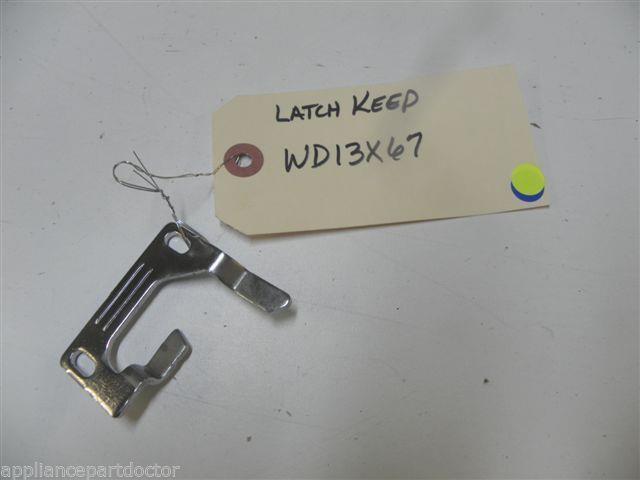 LATCH KEEP
WD13X67
appliancepartdoctor